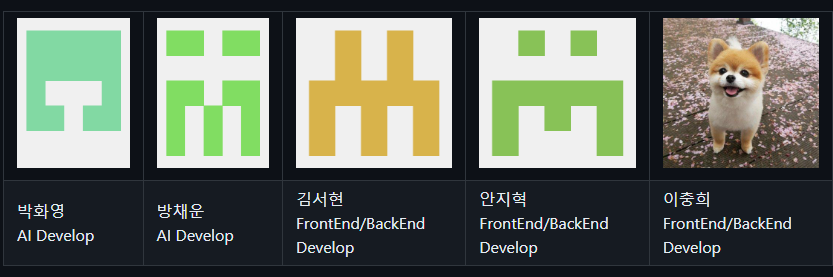 박화영
AI Develop
방채운
AI Develop
김서현
FrontEnd/BackEnd
Develop
안지혁
FrontEnd/BackEnd
Develop
이충희
FrontEnd/BackEnd
Develop